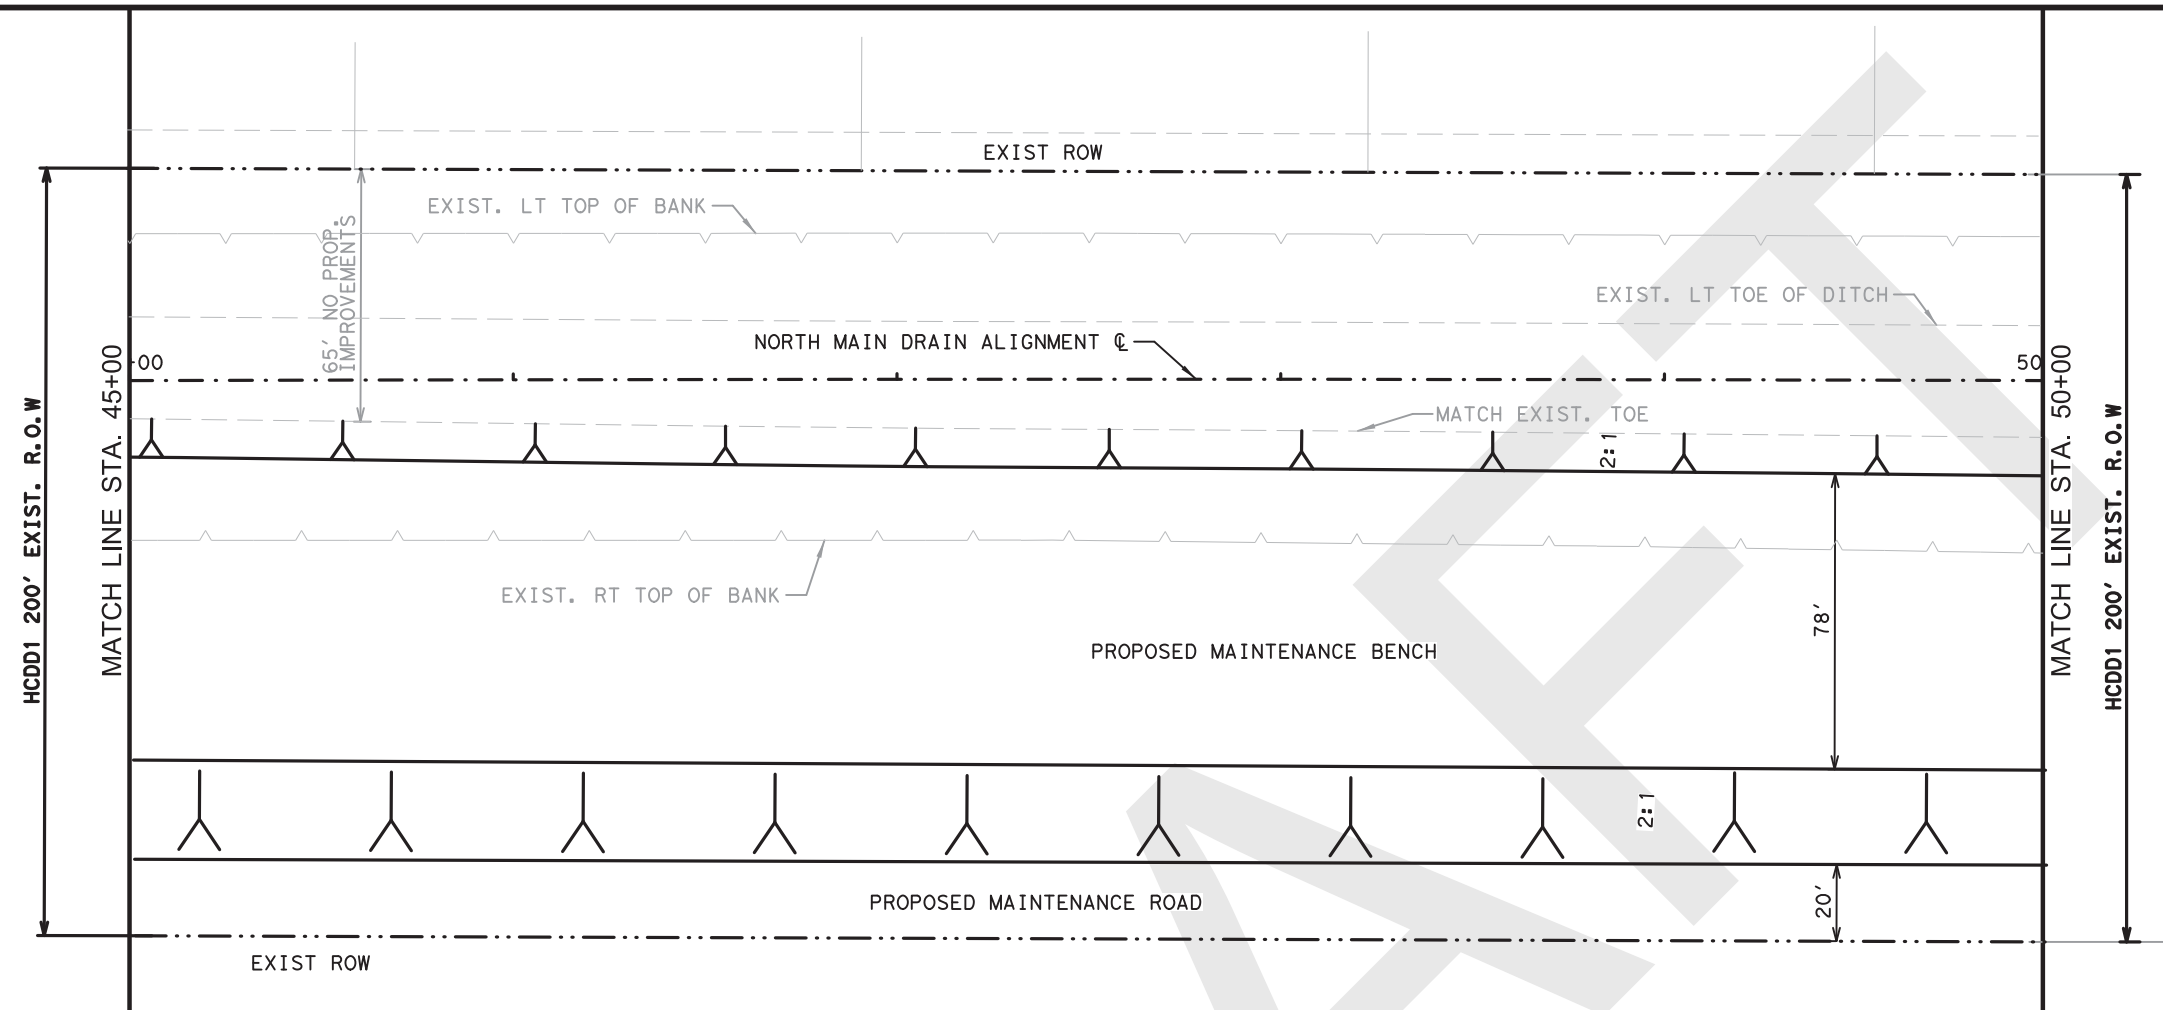 EXIST ROW
EXIST. LT TOP OF BANK
65' NO PROP.
IMPROVEMENTS
EXIST. LT TOE OF DITCH
NORTH MAIN DRAIN ALIGNMENT ℄
00
50
MATCH EXIST. TOE
2:1
HCDD1 200' EXIST. R.O.W
MATCH LINE STA. 45+00
MATCH LINE STA. 50+00
HCDD1 200' EXIST. R.O.W
EXIST. RT TOP OF BANK
78'
PROPOSED MAINTENANCE BENCH
2:1
PROPOSED MAINTENANCE ROAD
20'
EXIST ROW